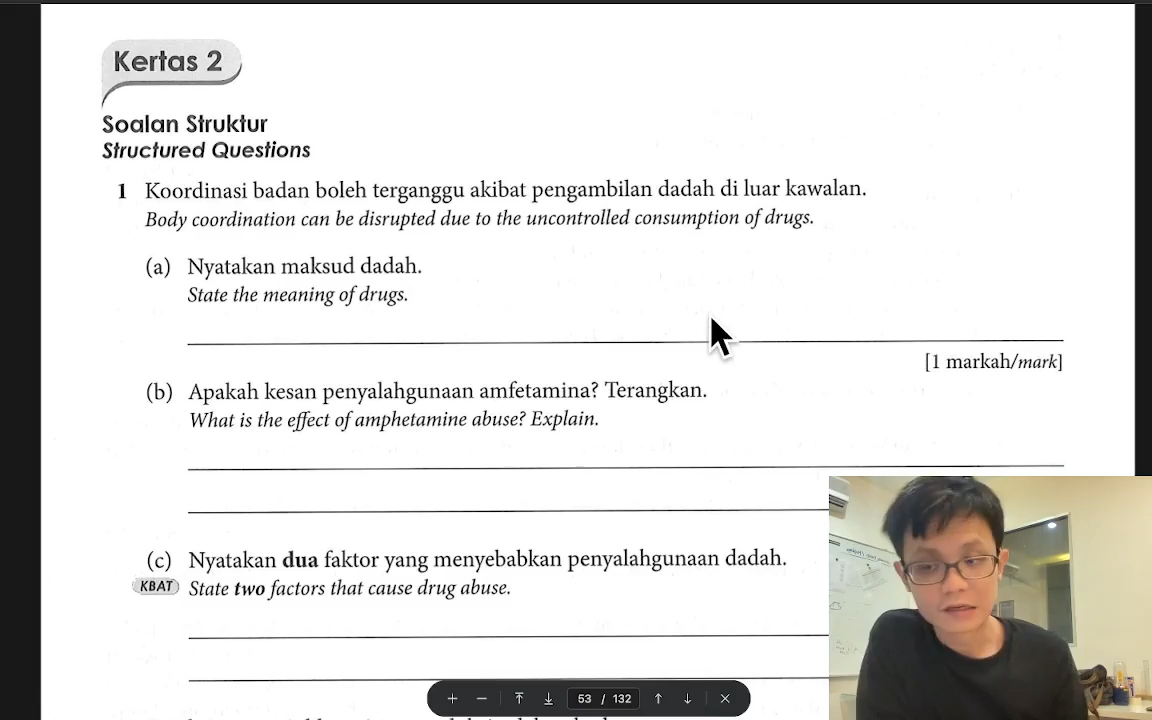 Kertas 2
Soalan Struktur
Structured Questions
1 Koordinasi badan boleh terganggu akibat pengambilan dadah di luar kawalan.
Body coordination can be disrupted due to the uncontrolled consumption of drugs.
(a) Nyatakan maksud dadah.
State the meaning of drugs.
[1 markah/mark]
(b) Apakah kesan penyalahgunaan amfetamina? Terangkan.
What is the effect of amphetamine abuse? Explain.
(c) Nyatakan dua faktor yang menyebabkan penyalahgunaan dadah.
KBAT State two factors that cause drug abuse.
53 / 132